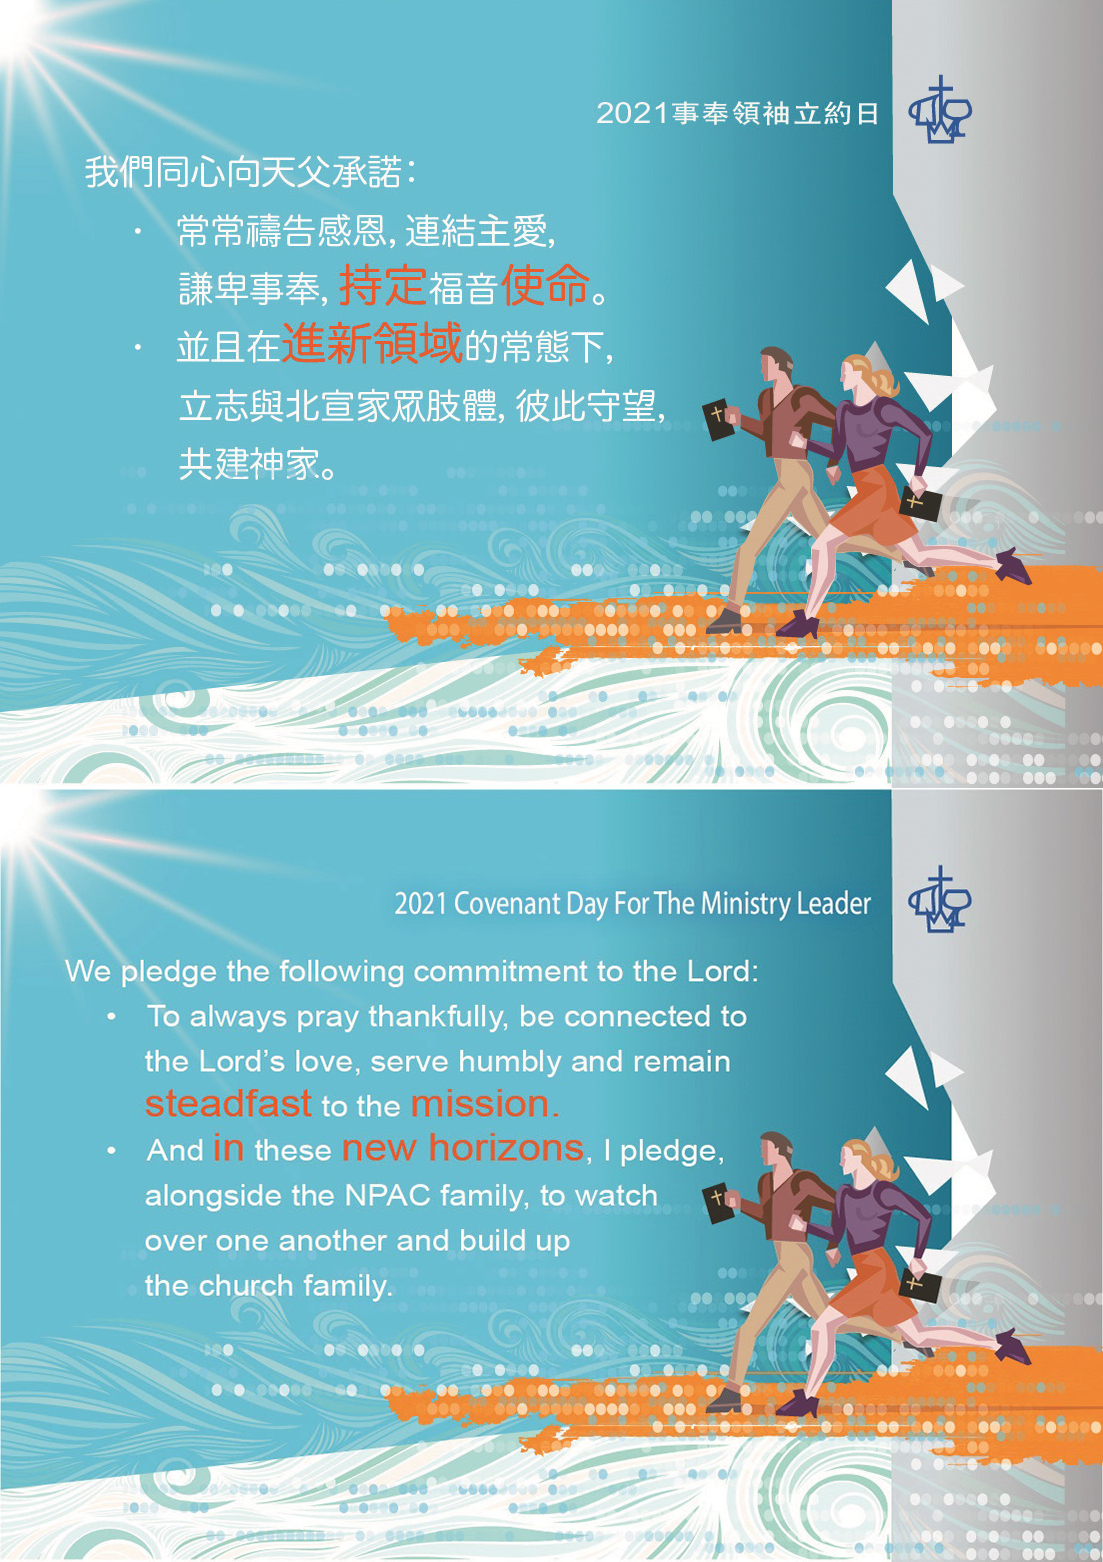 2021事奉領袖立約日
我們同心向天父承諾：
· 常常禱告感恩, 連結主愛,
謙卑事奉, 持定福音使命。
· 並且在進新領域的常態下,
立志與北宣家眾肢體, 彼此守望,
共建神家。
2021 Covenant Day For The Ministry Leader
We pledge the following commitment to the Lord:
• To always pray thankfully, be connected to
the Lord’s love, serve humbly and remain
steadfast to the mission.
• And in these new horizons, I pledge,
alongside the NPAC family, to watch
over one another and build up
the church family.